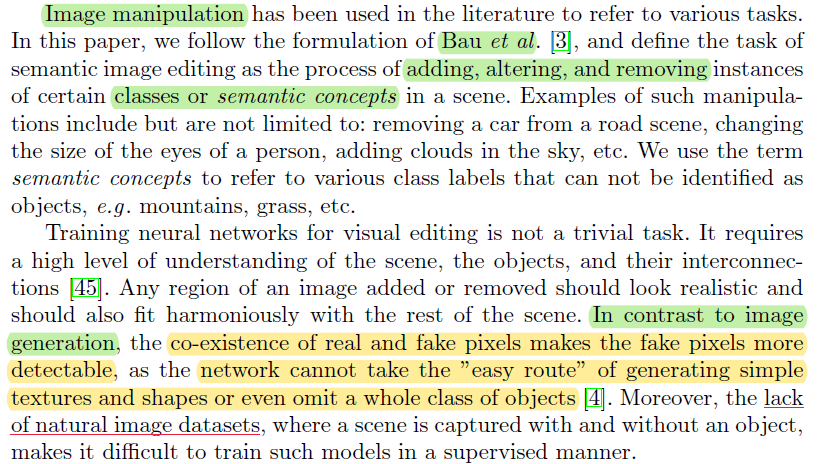 Image manipulation has been used in the literature to refer to various tasks.
In this paper, we follow the formulation of Bau et al. [3], and define the task of
semantic image editing as the process of adding, altering, and removing instances
of certain classes or semantic concepts in a scene. Examples of such manipula-
tions include but are not limited to: removing a car from a road scene, changing
the size of the eyes of a person, adding clouds in the sky, etc. We use the term
semantic concepts to refer to various class labels that can not be identified as
objects, e.g. mountains, grass, etc.
Training neural networks for visual editing is not a trivial task. It requires
a high level of understanding of the scene, the objects, and their interconnec-
tions [45]. Any region of an image added or removed should look realistic and
should also fit harmoniously with the rest of the scene. In contrast to image
generation, the co-existence of real and fake pixels makes the fake pixels more
detectable, as the network cannot take the ”easy route” of generating simple
textures and shapes or even omit a whole class of objects [4]. Moreover, the lack
of natural image datasets, where a scene is captured with and without an object,
makes it difficult to train such models in a supervised manner.